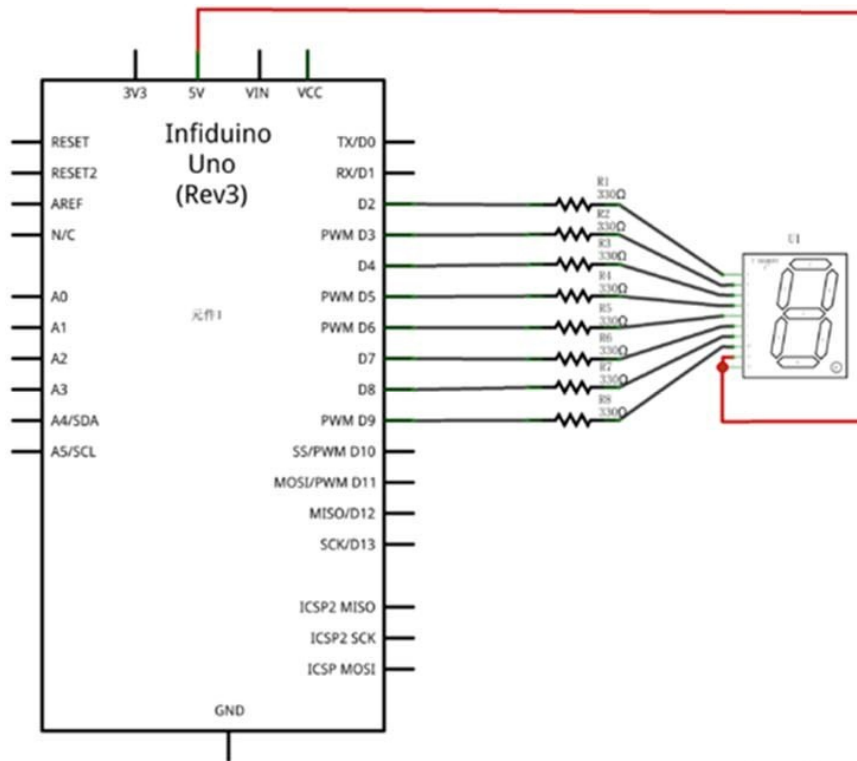 3V3 5V VIN VCC
Infiduino
Uno
(Rev3)
RESET
RESET2
AREF
N/C
A0
A1
A2
A3
A4/SDA
A5/SCL
元件1
TX/D0
RX/D1
D2
PWM D3
D4
PWM D5
PWM D6
D7
D8
PWM D9
SS/PWM D10
MOSI/PWM D11
MISO/D12
SCK/D13
ICSP2 MISO
ICSP2 SCK
ICSP MOSI
GND
R1
330Ω
R2
330Ω
R3
330Ω
R4
330Ω
R5
330Ω
R6
330Ω
R7
330Ω
R8
330Ω
U1